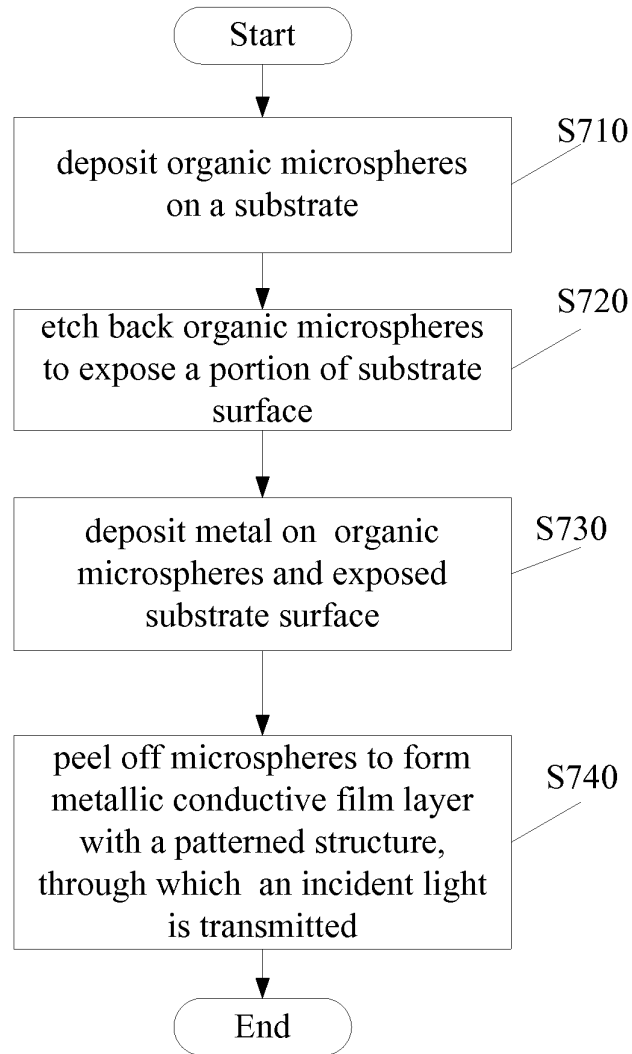 Start
S710
deposit organic microspheres
on a substrate
S720
etch back organic microspheres
to expose a portion of substrate
surface
S730
deposit metal on organic
microspheres and exposed
substrate surface
S740
peel off microspheres to form
metallic conductive film layer
with a patterned structure,
through which an incident light
is transmitted
End